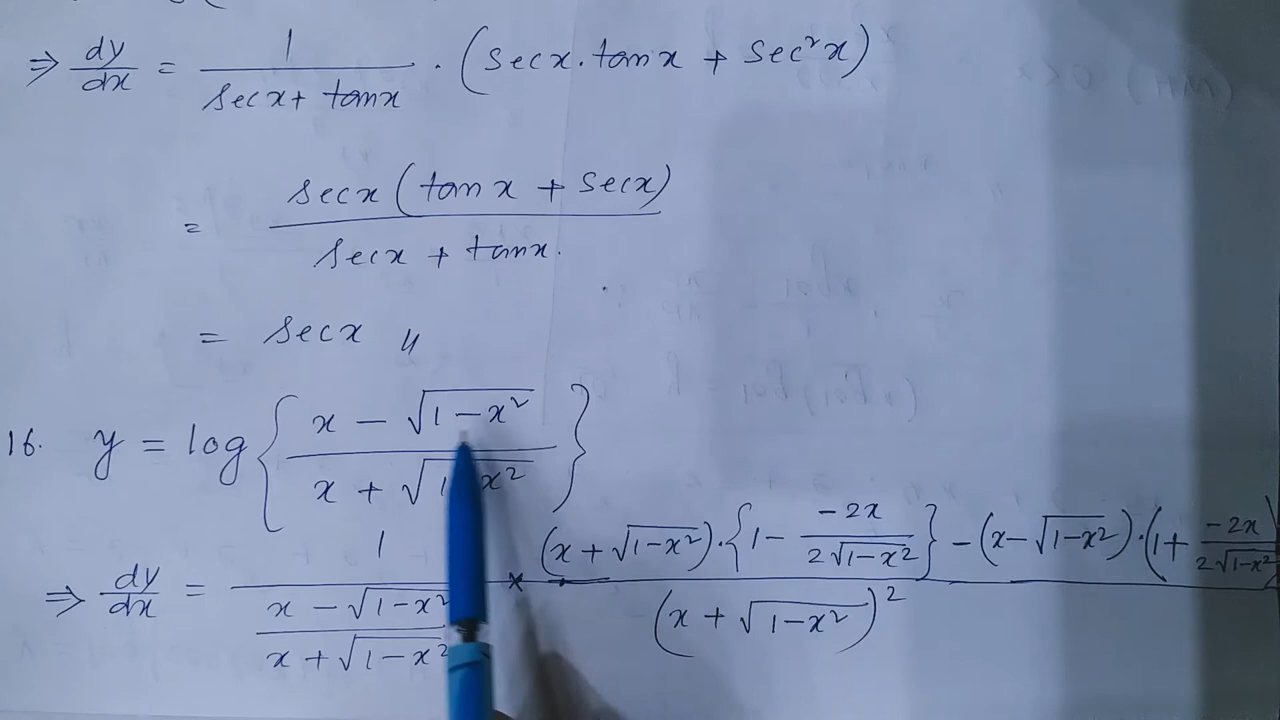 ⇒ dy/dx = 1/(secx + tanx) · (secx.tanx + sec²x)
= secx(tanx + secx)/(secx + tanx).
= secx
16. y = log{(x − √(1−x²))/(x + √(1−x²))}
⇒ dy/dx = 1/((x − √(1−x²))/(x + √(1−x²))) × ((x + √(1−x²)).{1 − (−2x)/(2√(1−x²))} − (x − √(1−x²)).(1 + (−2x)/(2√(1−x²))))/(x + √(1−x²))²